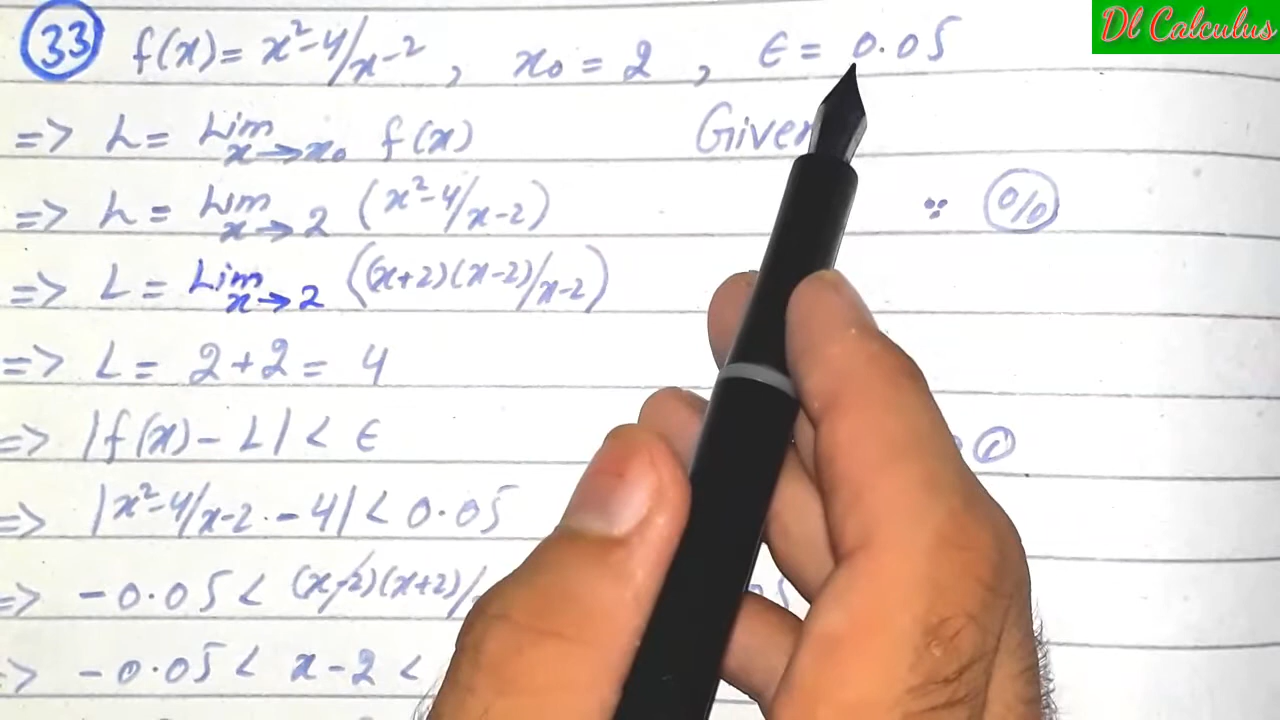 Dl Calculus
33 f(x) = x²-4/x-2 , x₀ = 2 , ϵ = 0.05
=> L = Lim x→x₀ f(x) Given
=> L = Lim x→2 (x²-4/x-2) ∵ 0/0
=> L = Lim x→2 ((x+2)(x-2)/x-2)
=> L = 2+2 = 4
=> |f(x) - L| < ϵ
=> |x²-4/x-2 - 4| < 0.05
=> -0.05 < (x-2)(x+2)/
=> -0.05 < x-2 <